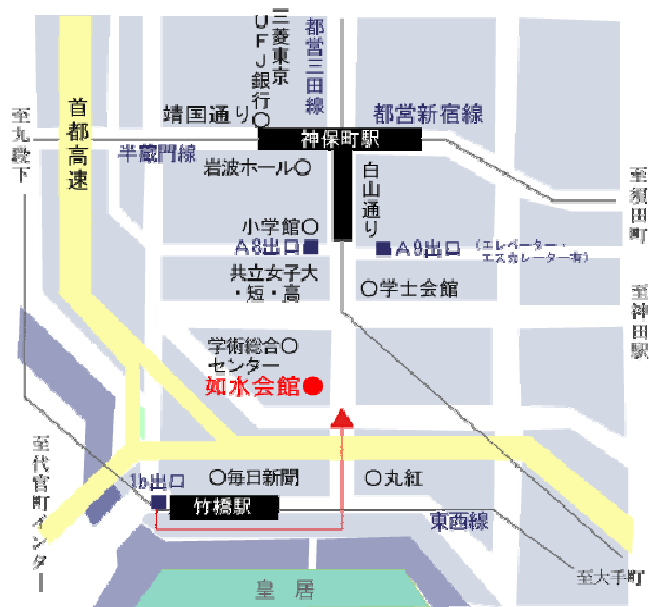 三菱東京
UFJ銀行
都営三田線
首都高速
靖国通り
都営新宿線
至九段下
半蔵門線
神保町駅
岩波ホール
白山通り
至須田町
小学館
A8出口
A9出口
(エレベーター・
エスカレーター有)
共立女子大
・短・高
学士会館
至神田駅
学術総合
センター
如水会館
至代官町インター
1b出口
毎日新聞
丸紅
竹橋駅
東西線
至大手町
皇居